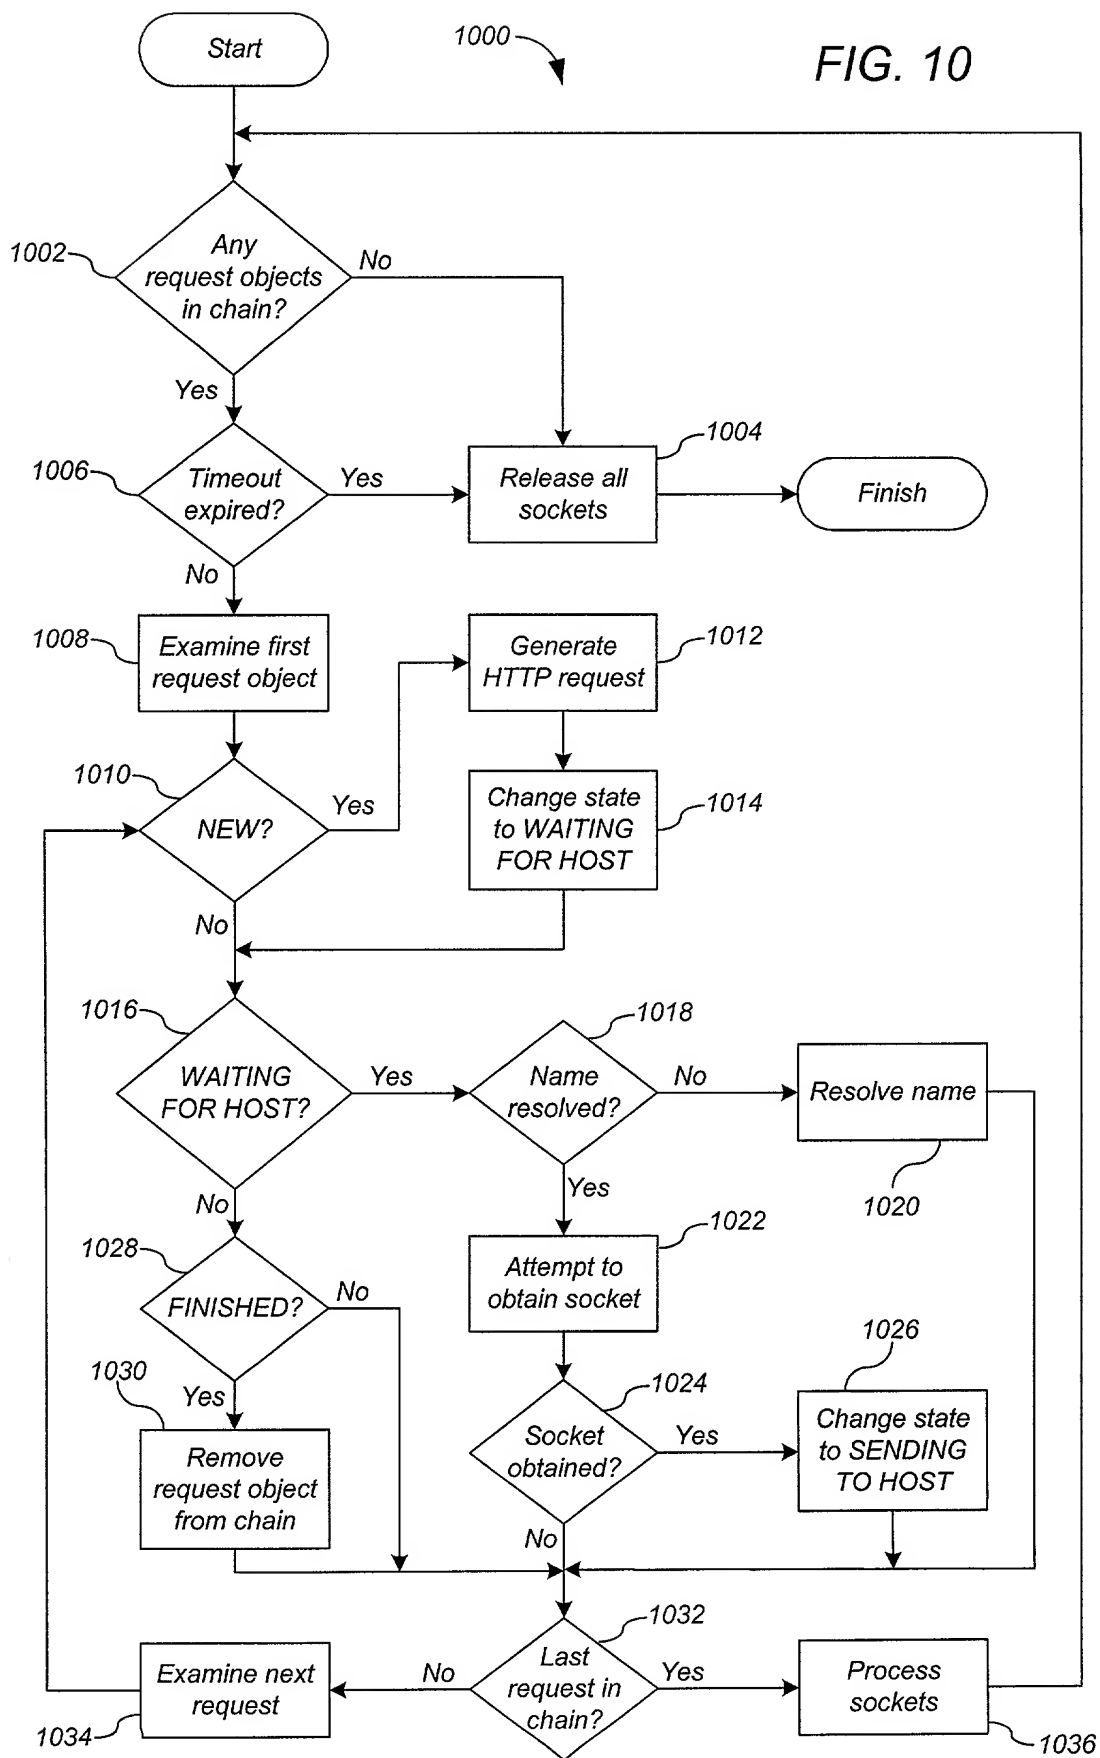 Start
1000
FIG. 10
1002
Any
request objects
in chain?
No
Yes
1006
Timeout
expired?
Yes
1004
Release all
sockets
Finish
No
1008
Examine first
request object
Generate
HTTP request
1012
1010
NEW?
Yes
Change state
to WAITING
FOR HOST
1014
No
1016
WAITING
FOR HOST?
Yes
1018
Name
resolved?
No
Resolve name
1020
No
Yes
1028
FINISHED?
No
1022
Attempt to
obtain socket
1030
Yes
Remove
request object
from chain
1024
Socket
obtained?
Yes
1026
Change state
to SENDING
TO HOST
No
1032
Last
request in
chain?
No
Examine next
request
1034
Yes
Process
sockets
1036